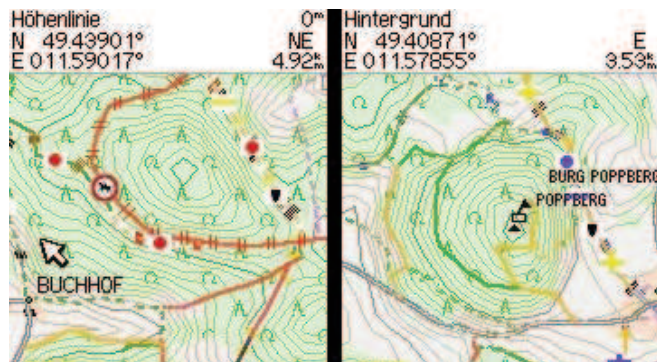 Höhenlinie 0m
N 49.43901° NE
E 011.59017° 4.92km
BUCHHOF
Hintergrund
N 49.40871° E
E 011.57855° 3.53km
BURG POPPBERG
POPPBERG